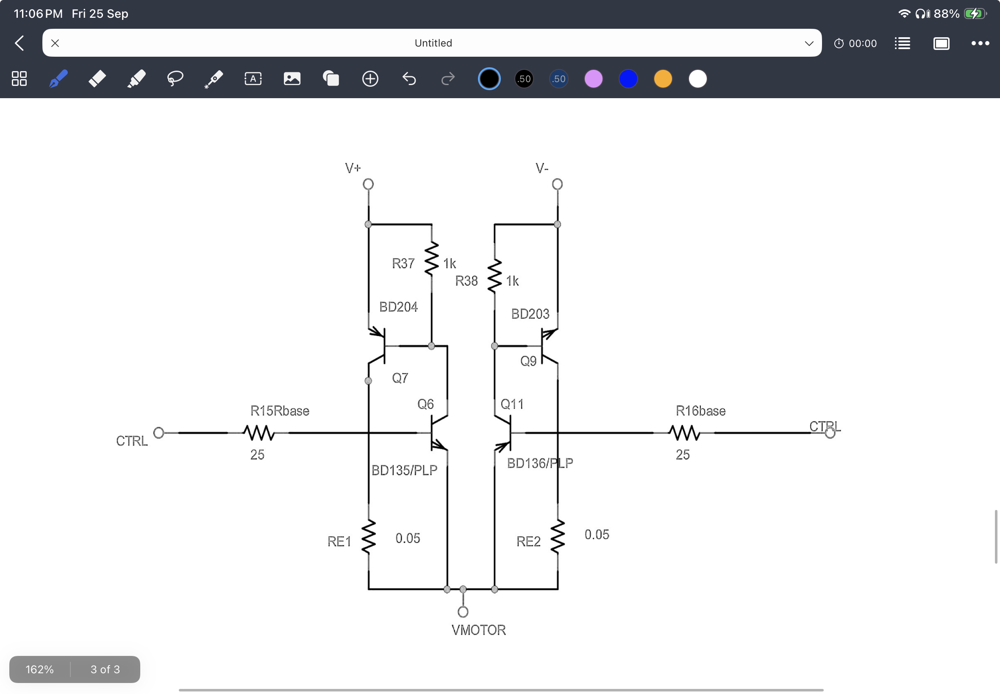 11:06 PM Fri 25 Sep
88%
Untitled
00:00
A
.50
.50
V+
V-
R37
1k
R38
1k
BD204
BD203
Q9
Q7
Q6
Q11
R15Rbase
R16base
CTRL
CTRL
25
25
BD136/PLP
BD135/PLP
RE1
0.05
RE2
0.05
VMOTOR
162%
3 of 3